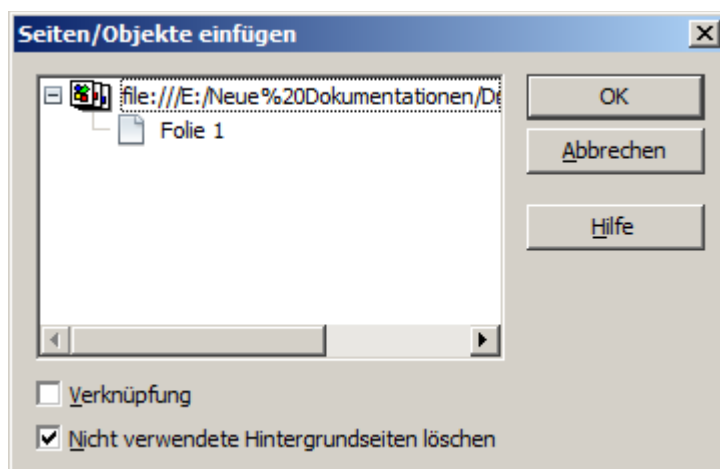 Seiten/Objekte einfügen
file:///E:/Neue%20Dokumentationen/
OK
Folie 1
Abbrechen
Hilfe
Verknüpfung
Nicht verwendete Hintergrundseiten löschen